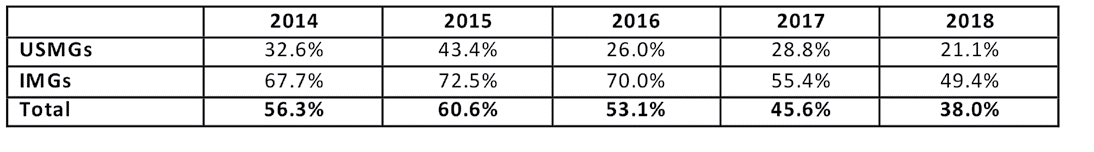 2014 2015 2016 2017 2018
USMGs 32.6% 43.4% 26.0% 28.8% 21.1%
IMGs 67.7% 72.5% 70.0% 55.4% 49.4%
Total 56.3% 60.6% 53.1% 45.6% 38.0%